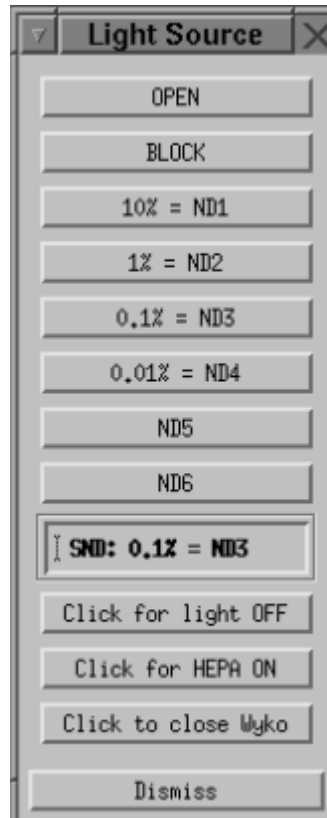 Light Source
OPEN
BLOCK
10% = ND1
1% = ND2
0.1% = ND3
0.01% = ND4
ND5
ND6
SND: 0.1% = ND3
Click for light OFF
Click for HEPA ON
Click to close Wyko
Dismiss